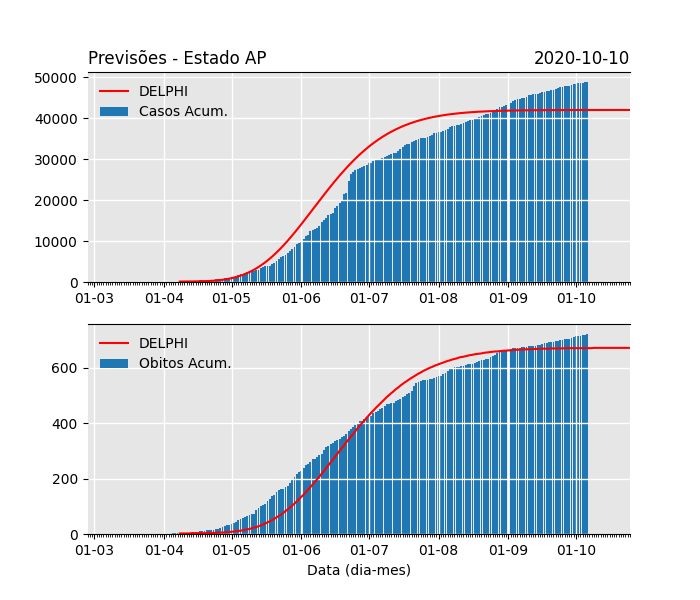 Previsões - Estado AP 2020-10-10
50000
DELPHI
Casos Acum.
40000
30000
20000
10000
0
01-03 01-04 01-05 01-06 01-07 01-08 01-09 01-10
DELPHI
Obitos Acum.
600
400
200
0
01-03 01-04 01-05 01-06 01-07 01-08 01-09 01-10
Data (dia-mes)